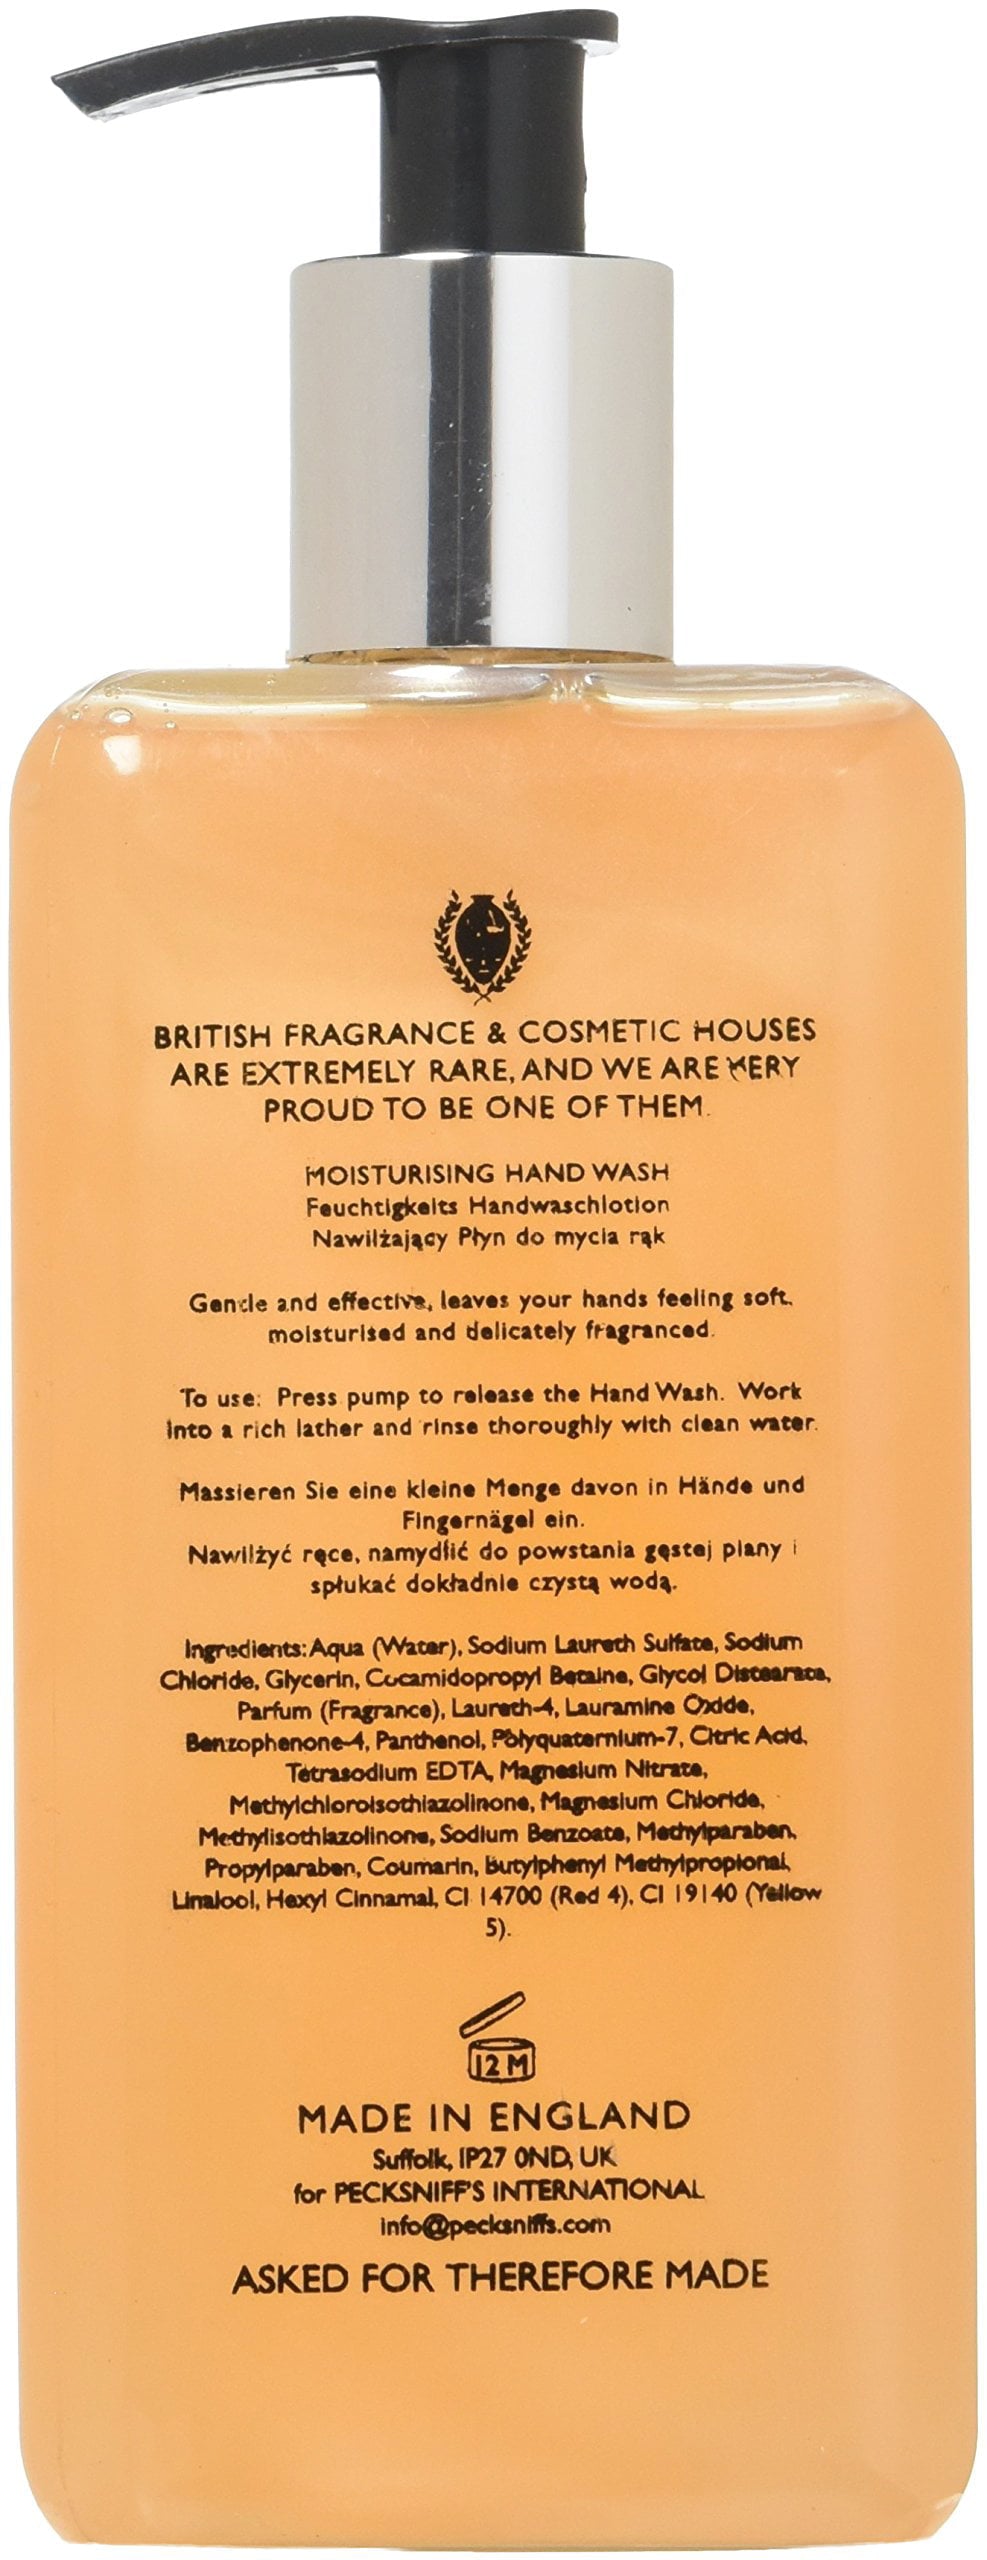 BRITISH FRAGRANCE & COSMETIC HOUSES
ARE EXTREMELY RARE, AND WE ARE VERY
PROUD TO BE ONE OF THEM.
MOISTURISING HAND WASH
Feuchtigkeits Handwaschlotion
Nawilżający Płyn do mycia rąk
Gentle and effective, leaves your hands feeling soft,
moisturised and delicately fragranced.
To use: Press pump to release the Hand Wash. Work
into a rich lather and rinse thoroughly with clean water.
Massieren Sie eine kleine Menge davon in Hände und
Fingernägel ein.
Nawilżyć ręce, namydlić do powstania gęstej piany i
spłukać dokładnie czystą wodą.
Ingredients: Aqua (Water), Sodium Laureth Sulfate, Sodium
Chloride, Glycerin, Cocamidopropyl Betaine, Glycol Distearate,
Parfum (Fragrance), Laureth-4, Lauramine Oxide,
Benzophenone-4, Panthenol, Polyquaternium-7, Citric Acid,
Tetrasodium EDTA, Magnesium Nitrate,
Methylchloroisothiazolinone, Magnesium Chloride,
Methylisothiazolinone, Sodium Benzoate, Methylparaben,
Propylparaben, Coumarin, Butylphenyl Methylpropional,
Linalool, Hexyl Cinnamal, CI 14700 (Red 4), CI 19140 (Yellow
5).
12 M
MADE IN ENGLAND
Suffolk, IP27 0ND, UK
for PECKSNIFF'S INTERNATIONAL
info@pecksniffs.com
ASKED FOR THEREFORE MADE